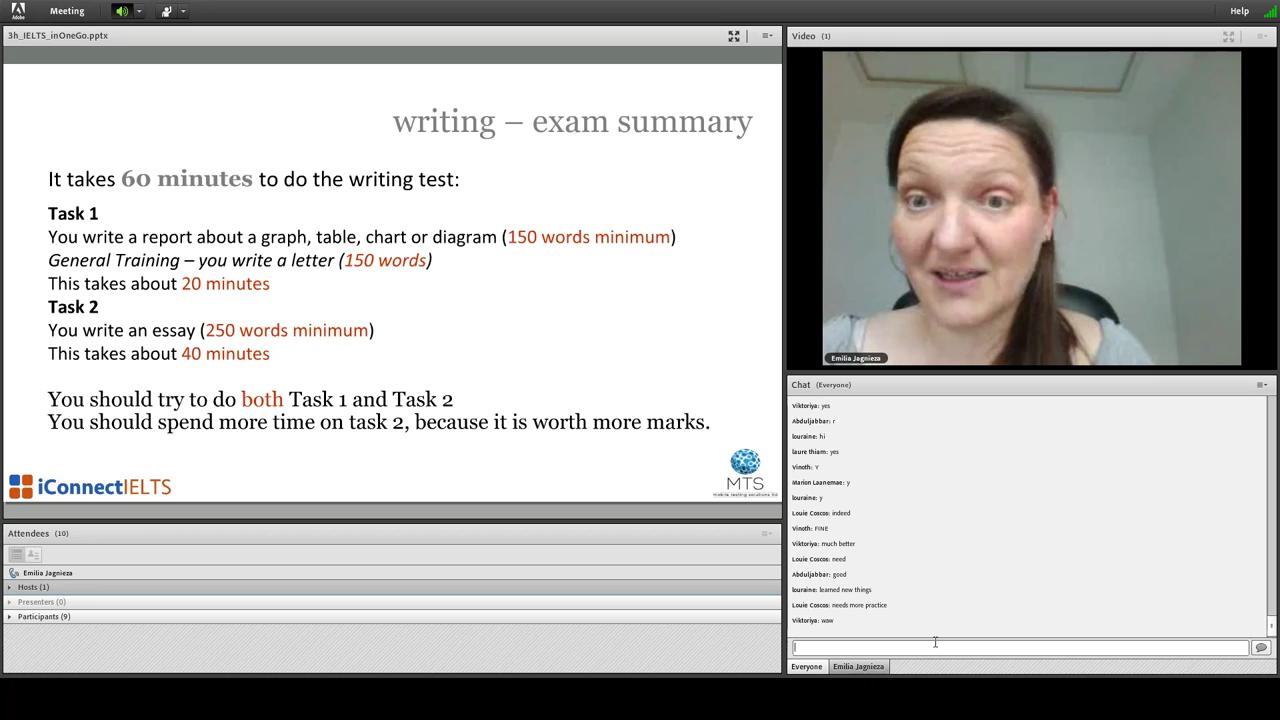 Adobe
Meeting
Help
3h_IELTS_inOneGo.pptx
writing – exam summary
It takes 60 minutes to do the writing test:
Task 1
You write a report about a graph, table, chart or diagram (150 words minimum)
General Training – you write a letter (150 words)
This takes about 20 minutes
Task 2
You write an essay (250 words minimum)
This takes about 40 minutes
You should try to do both Task 1 and Task 2
You should spend more time on task 2, because it is worth more marks.
iConnectIELTS
MTS
mobile testing solutions ltd
Attendees (10)
Emilia Jagnieza
Hosts (1)
Presenters (0)
Participants (9)
Video (1)
Emilia Jagnieza
Chat (Everyone)
Viktoriya: yes
Abduljabbar: r
louraine: hi
laure thiam: yes
Vinoth: Y
Marion Laanemae: y
louraine: y
Louie Coscos: indeed
Vinoth: FINE
Viktoriya: much better
Louie Coscos: need
Abduljabbar: good
louraine: learned new things
Louie Coscos: needs more practice
Viktoriya: waw
Everyone
Emilia Jagnieza